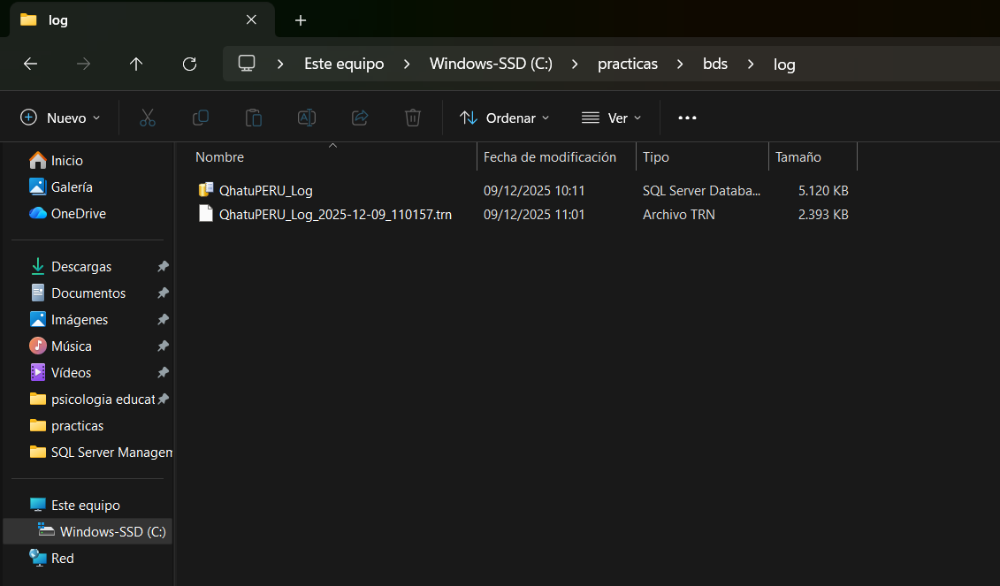 log
Este equipo > Windows-SSD (C:) > practicas > bds > log
Nuevo Ordenar Ver
Nombre Fecha de modificación Tipo Tamaño
QhatuPERU_Log 09/12/2025 10:11 SQL Server Databa... 5.120 KB
QhatuPERU_Log_2025-12-09_110157.trn 09/12/2025 11:01 Archivo TRN 2.393 KB
Inicio
Galería
OneDrive
Descargas
Documentos
Imágenes
Música
Vídeos
psicologia educat
practicas
SQL Server Managem
Este equipo
Windows-SSD (C:)
Red